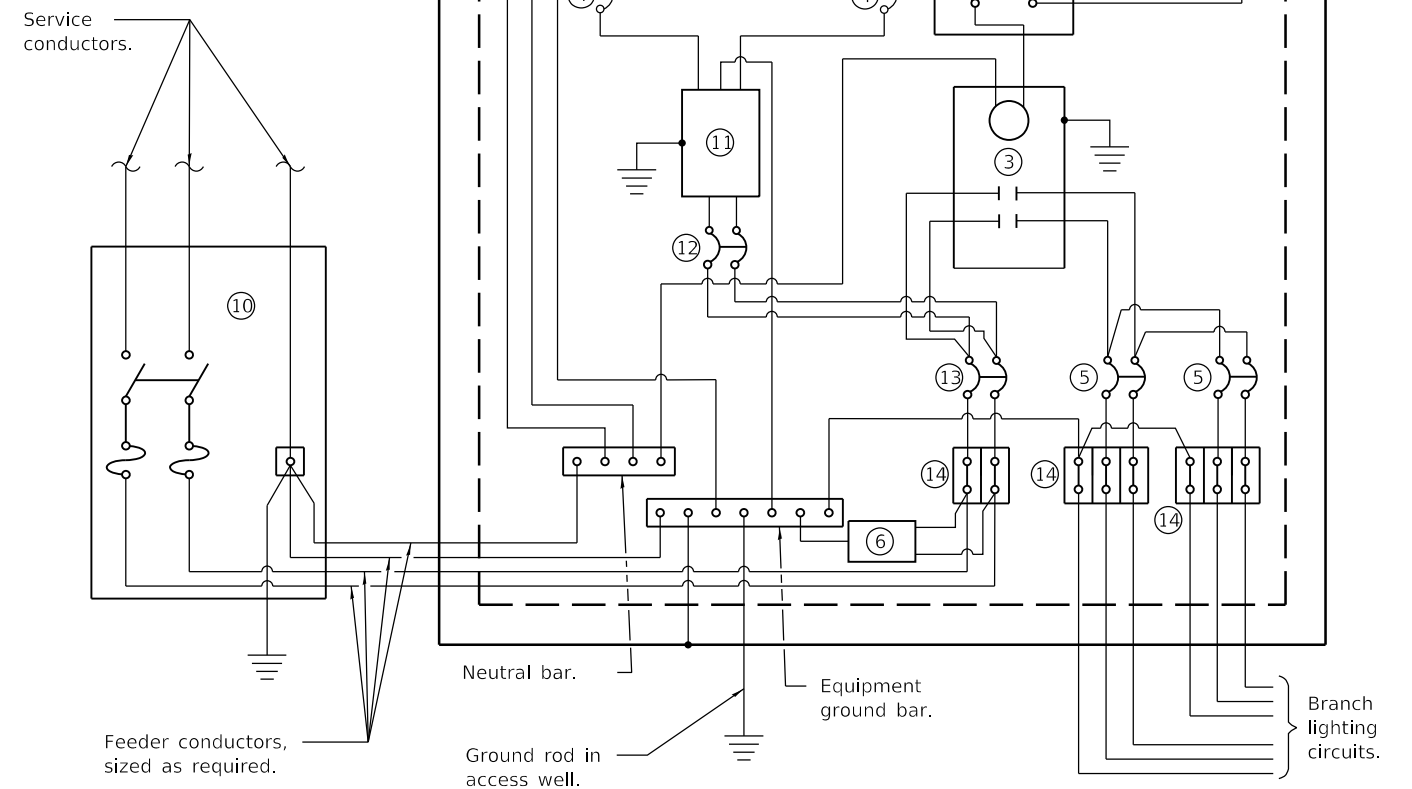 Service
conductors.
11
3
12
10
13
5
5
14
14
14
6
Neutral bar.
Equipment
ground bar.
Branch
lighting
circuits.
Feeder conductors,
sized as required.
Ground rod in
access well.